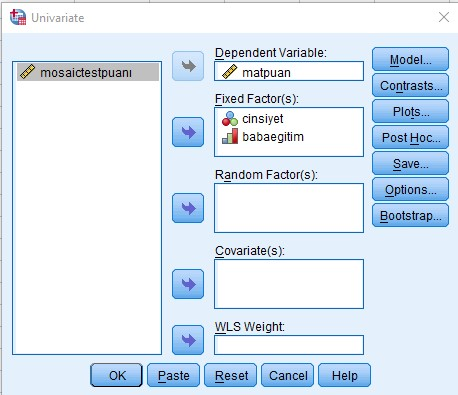 Univariate
mosaictestpuanı
Dependent Variable:
matpuan
Fixed Factor(s):
cinsiyet
babaegitim
Random Factor(s):
Covariate(s):
WLS Weight:
Model...
Contrasts...
Plots...
Post Hoc...
Save...
Options...
Bootstrap...
OK Paste Reset Cancel Help